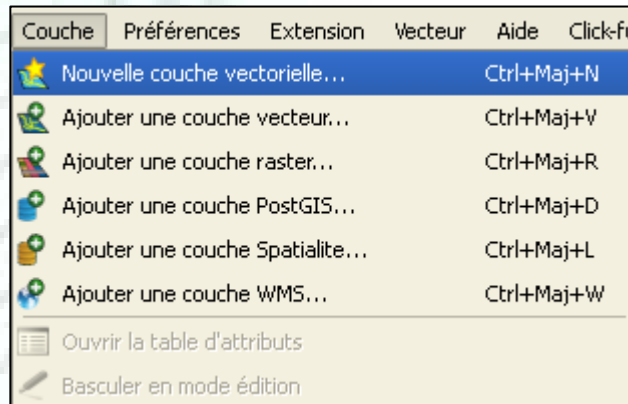 Couche Préférences Extension Vecteur Aide Click-fu
Nouvelle couche vectorielle... Ctrl+Maj+N
Ajouter une couche vecteur... Ctrl+Maj+V
Ajouter une couche raster... Ctrl+Maj+R
Ajouter une couche PostGIS... Ctrl+Maj+D
Ajouter une couche Spatialite... Ctrl+Maj+L
Ajouter une couche WMS... Ctrl+Maj+W
Ouvrir la table d'attributs
Basculer en mode édition